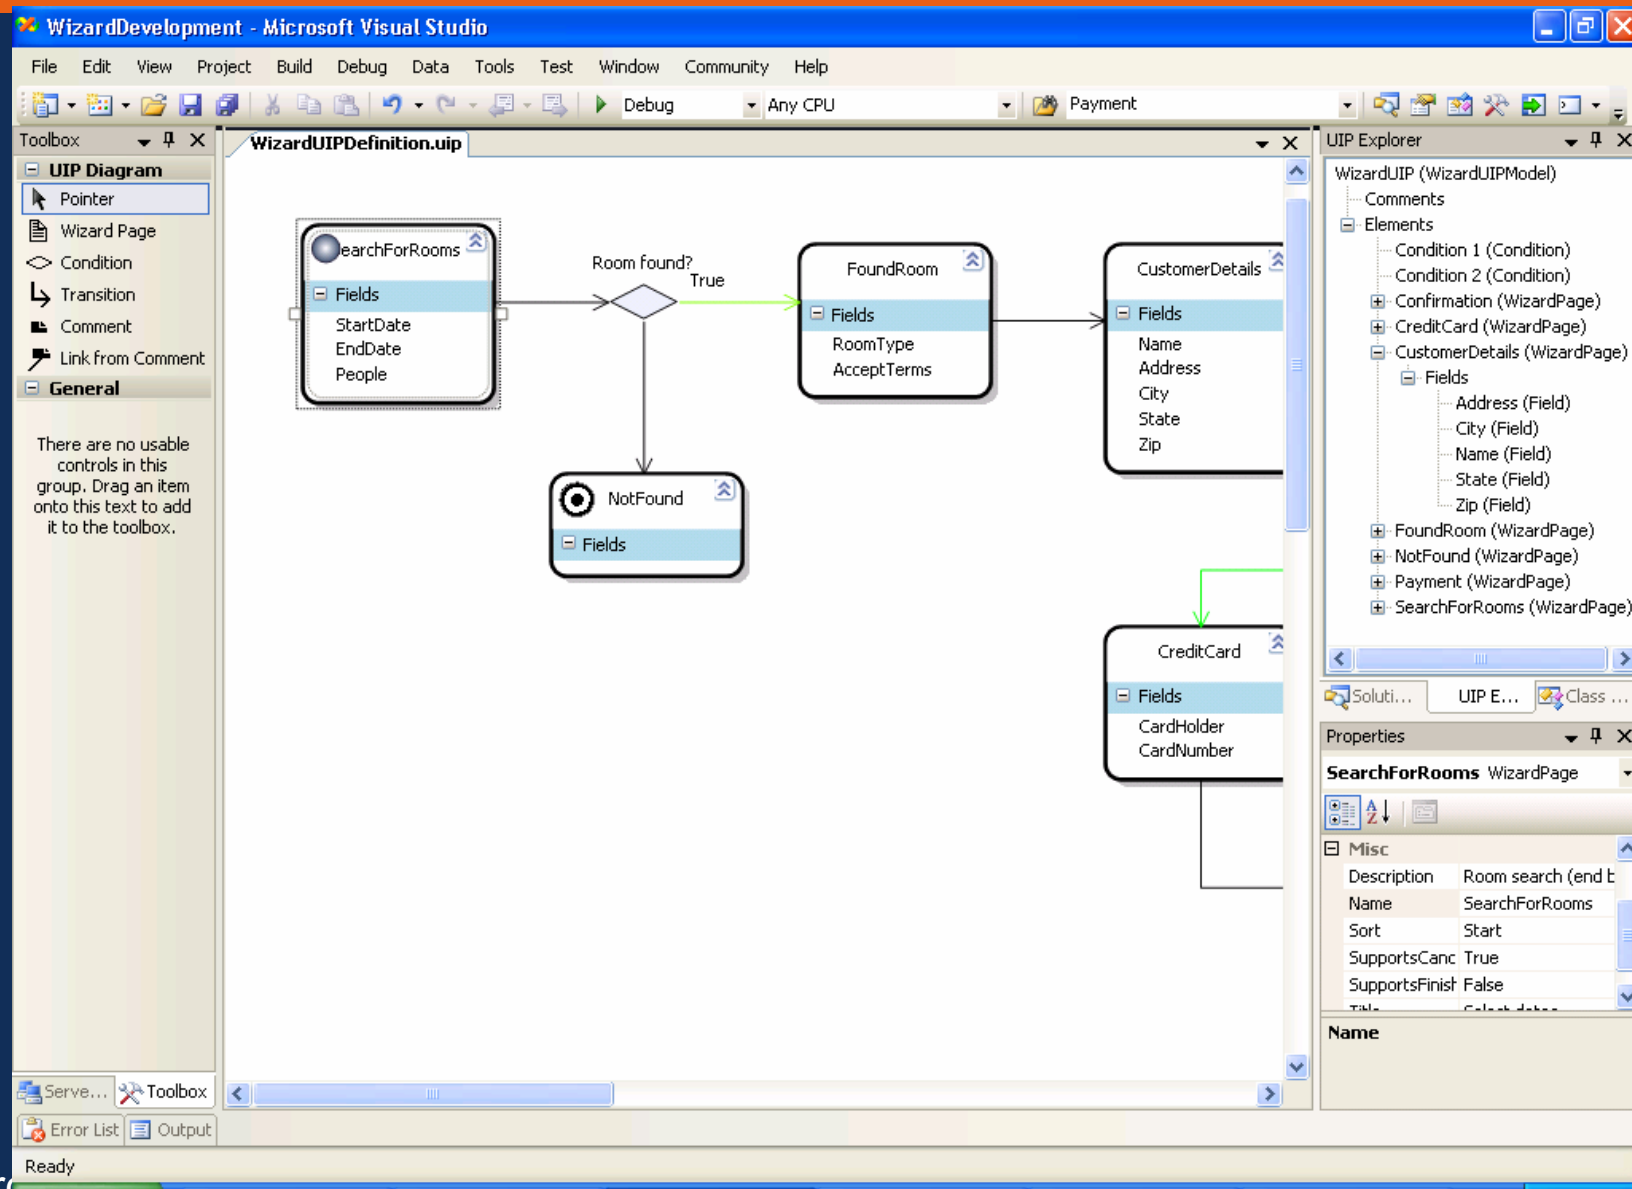 WizardDevelopment - Microsoft Visual Studio
File Edit View Project Build Debug Data Tools Test Window Community Help
Debug Any CPU Payment
Toolbox
UIP Diagram
Pointer
Wizard Page
Condition
Transition
Comment
Link from Comment
General
There are no usable
controls in this
group. Drag an item
onto this text to add
it to the toolbox.
Serve... Toolbox
WizardUIPDefinition.uip
earchForRooms
Fields
StartDate
EndDate
People
Room found?
True
FoundRoom
Fields
RoomType
AcceptTerms
CustomerDetails
Fields
Name
Address
City
State
Zip
NotFound
Fields
CreditCard
Fields
CardHolder
CardNumber
UIP Explorer
WizardUIP (WizardUIPModel)
Comments
Elements
Condition 1 (Condition)
Condition 2 (Condition)
Confirmation (WizardPage)
CreditCard (WizardPage)
CustomerDetails (WizardPage)
Fields
Address (Field)
City (Field)
Name (Field)
State (Field)
Zip (Field)
FoundRoom (WizardPage)
NotFound (WizardPage)
Payment (WizardPage)
SearchForRooms (WizardPage)
Soluti... UIP E... Class ...
Properties
SearchForRooms WizardPage
Misc
Description Room search (end b
Name SearchForRooms
Sort Start
SupportsCanc True
SupportsFinish False
Title Select dates
Name
Error List Output
Ready